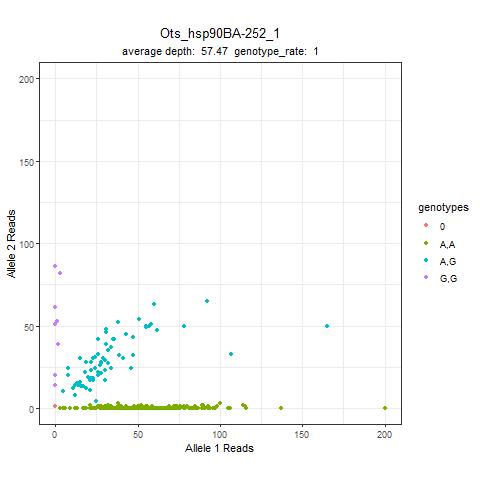 Ots_hsp90BA-252_1
average depth: 57.47 genotype_rate: 1
200
150
100
50
0
Allele 2 Reads
0 50 100 150 200
Allele 1 Reads
genotypes
0
A,A
A,G
G,G